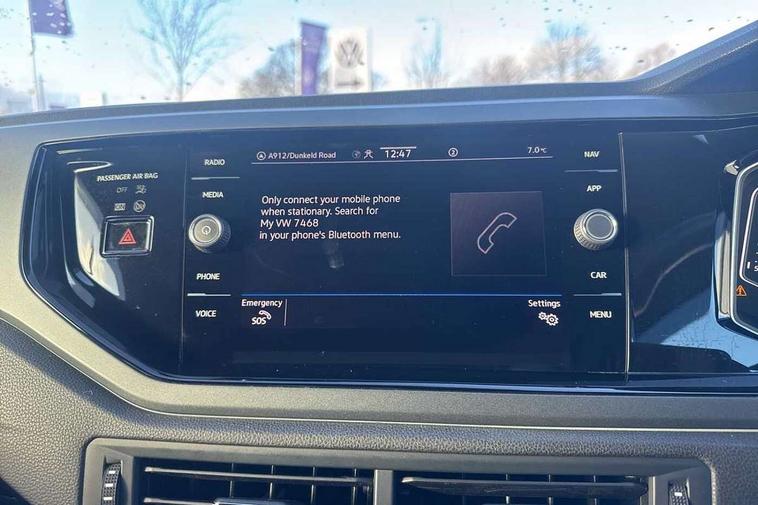 PASSENGER AIR BAG
OFF
ON
RADIO
MEDIA
PHONE
VOICE
A912/Dunkeld Road
12:47
2
7.0°C
Only connect your mobile phone
when stationary. Search for
My VW 7468
in your phone's Bluetooth menu.
Emergency
SOS
Settings
NAV
APP
CAR
MENU